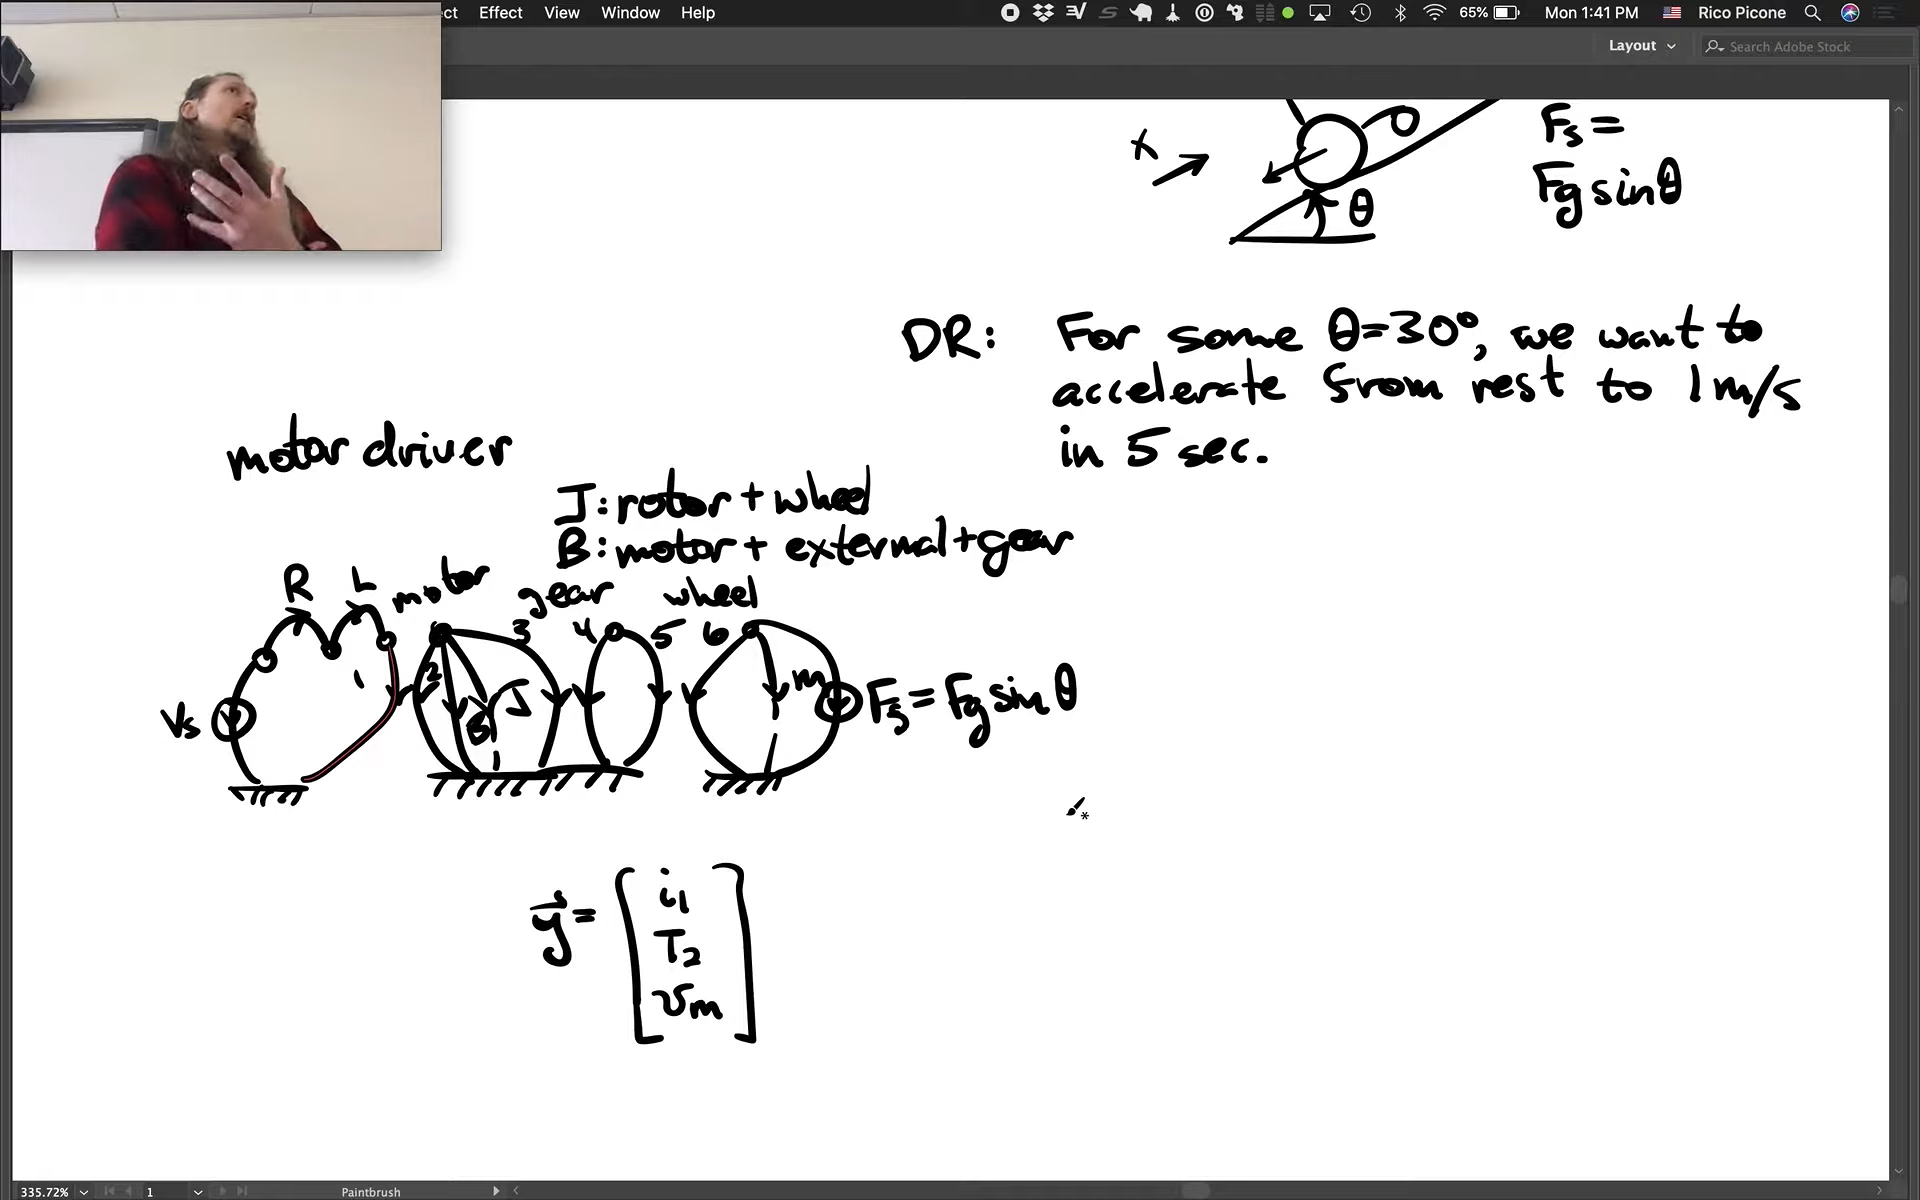 ct Effect View Window Help 65% Mon 1:41 PM Rico Picone
Layout Search Adobe Stock
x
θ
Fs =
Fg sinθ
DR: For some θ=30°, we want to
accelerate from rest to 1m/s
in 5 sec.
motor driver
J: rotor + wheel
B: motor + external + gear
R L motor gear wheel
1 2 3 4 5 6
Vs B J m Fs = Fg sin θ
y⃗ = [ i1
T2
vm ]
335.72% 1 Paintbrush